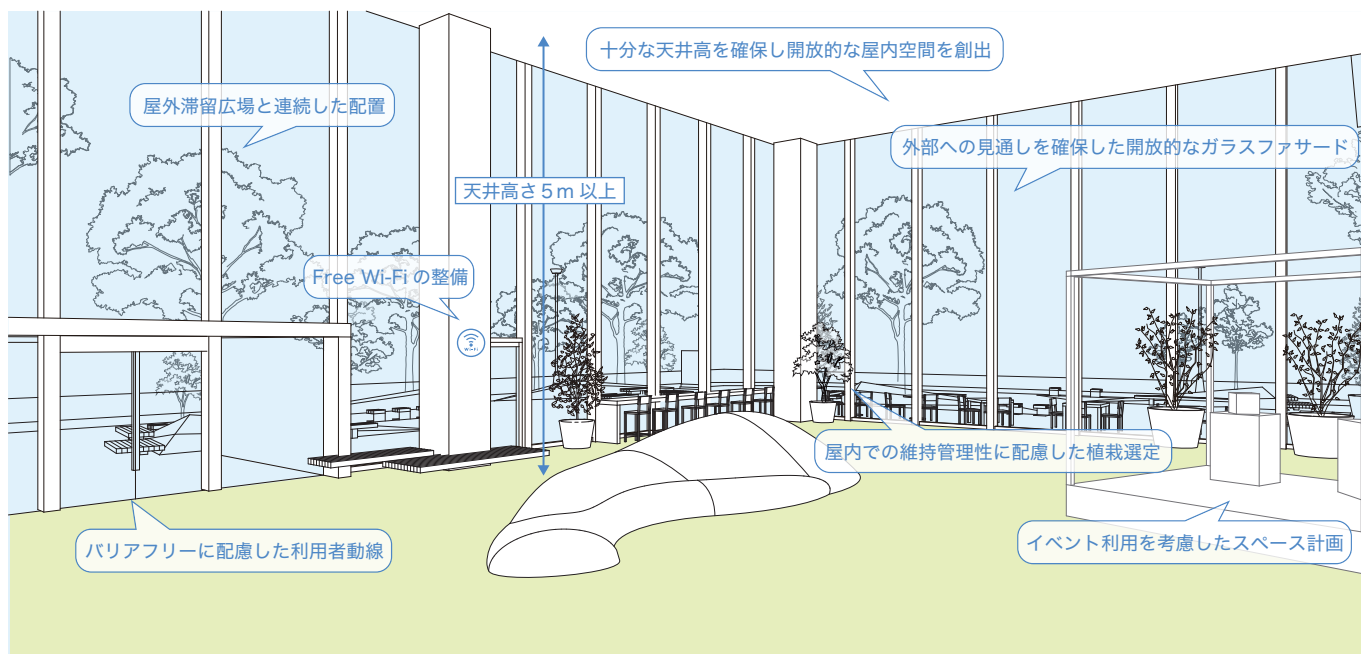 十分な天井高を確保し開放的な屋内空間を創出
屋外滞留広場と連続した配置
外部への見通しを確保した開放的なガラスファサード
天井高さ5m以上
Free Wi-Fiの整備
Wi-Fi
屋内での維持管理性に配慮した植栽選定
バリアフリーに配慮した利用者動線
イベント利用を考慮したスペース計画